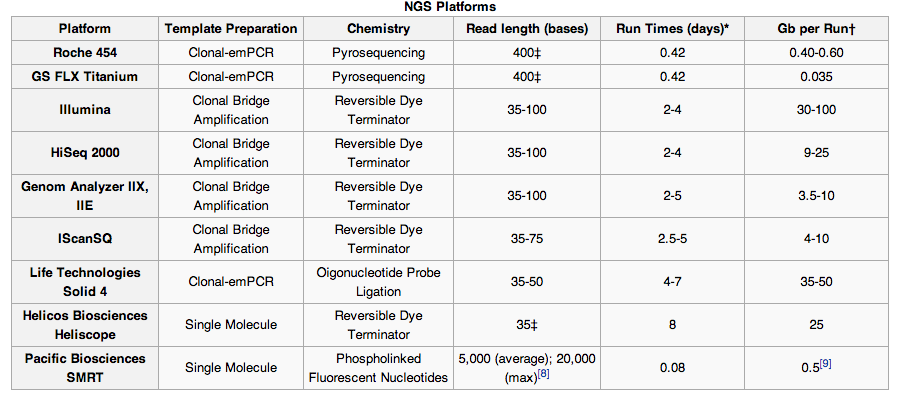 NGS Platforms
Platform Template Preparation Chemistry Read length (bases) Run Times (days)* Gb per Run†
Roche 454 Clonal-emPCR Pyrosequencing 400‡ 0.42 0.40-0.60
GS FLX Titanium Clonal-emPCR Pyrosequencing 400‡ 0.42 0.035
Illumina Clonal Bridge Amplification Reversible Dye Terminator 35-100 2-4 30-100
HiSeq 2000 Clonal Bridge Amplification Reversible Dye Terminator 35-100 2-4 9-25
Genom Analyzer IIX, IIE Clonal Bridge Amplification Reversible Dye Terminator 35-100 2-5 3.5-10
IScanSQ Clonal Bridge Amplification Reversible Dye Terminator 35-75 2.5-5 4-10
Life Technologies Solid 4 Clonal-emPCR Oigonucleotide Probe Ligation 35-50 4-7 35-50
Helicos Biosciences Heliscope Single Molecule Reversible Dye Terminator 35‡ 8 25
Pacific Biosciences SMRT Single Molecule Phospholinked Fluorescent Nucleotides 5,000 (average); 20,000 (max)[8] 0.08 0.5[9]